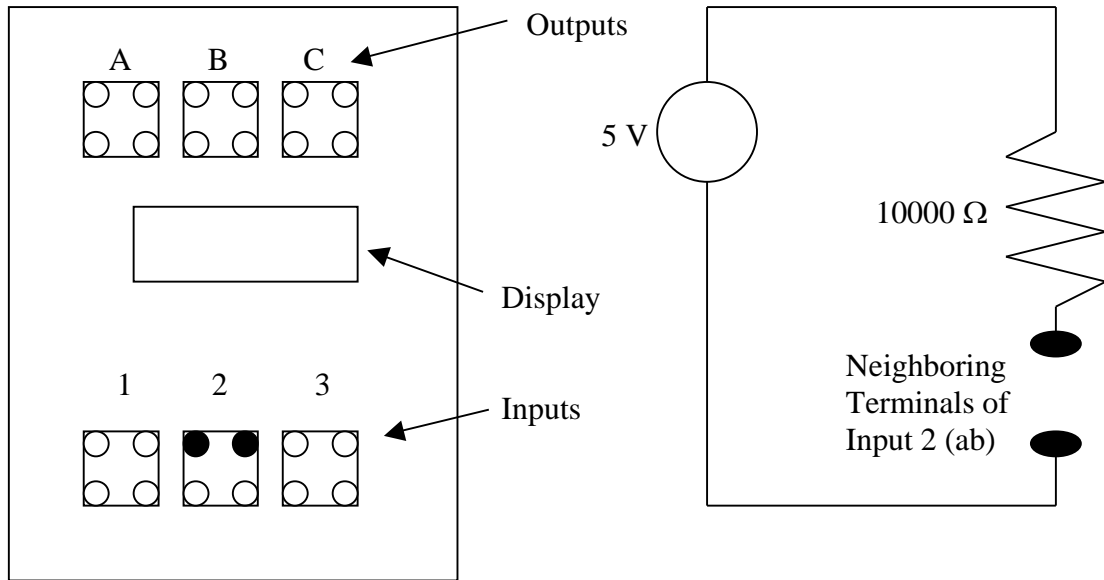 Outputs
A B C
Display
1 2 3
Inputs
5 V
10000 Ω
Neighboring
Terminals of
Input 2 (ab)